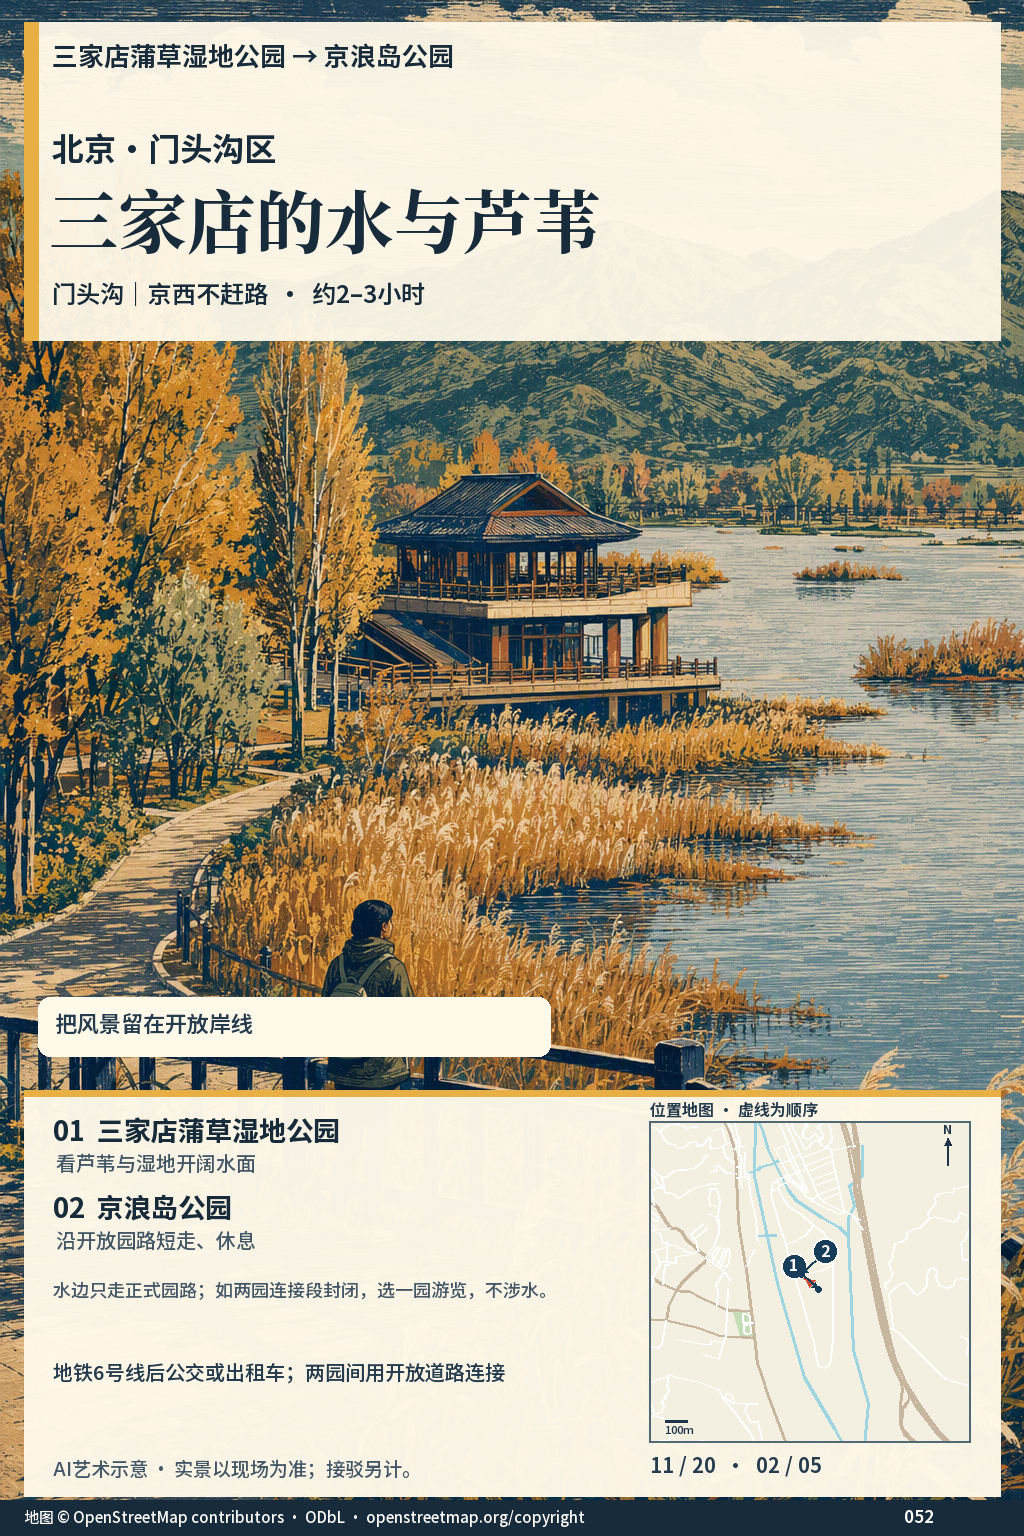 三家店蒲草湿地公园 → 京浪岛公园
北京·门头沟区
三家店的水与芦苇
门头沟｜京西不赶路 · 约2–3小时
把风景留在开放岸线
01 三家店蒲草湿地公园
看芦苇与湿地开阔水面
02 京浪岛公园
沿开放园路短走、休息
水边只走正式园路；如两园连接段封闭，选一园游览，不涉水。
地铁6号线后公交或出租车；两园间用开放道路连接
AI艺术示意 · 实景以现场为准；接驳另计。
位置地图 · 虚线为顺序
N
2
1
100m
11 / 20 · 02 / 05
地图 © OpenStreetMap contributors · ODbL · openstreetmap.org/copyright
052